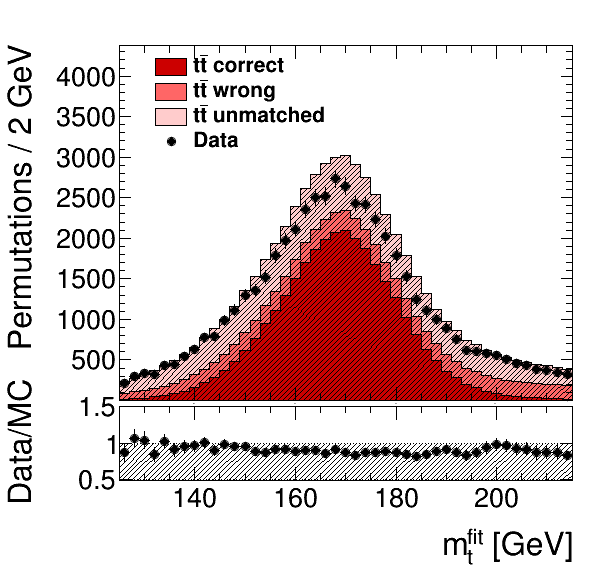 tt̅ correct
tt̅ wrong
tt̅ unmatched
Data
Permutations / 2 GeV
4000
3500
3000
2500
2000
1500
1000
500
Data/MC
1.5
1
0.5
140 160 180 200
m_t^fit [GeV]